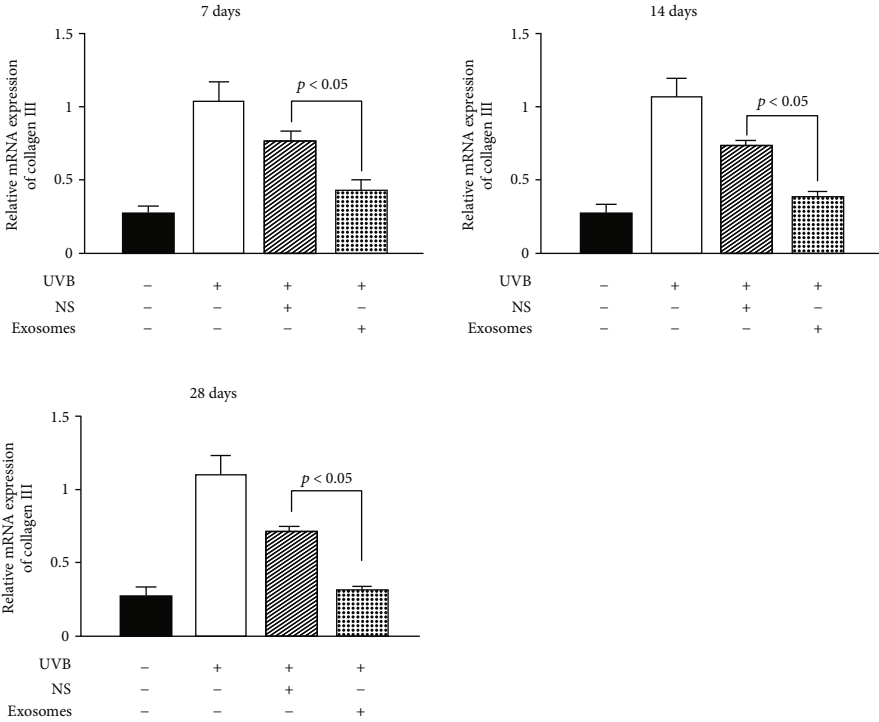 7 days
Relative mRNA expression
of collagen III
1.5
1
0.5
0
p < 0.05
UVB − + + +
NS − − + −
Exosomes − − − +
14 days
Relative mRNA expression
of collagen III
1.5
1
0.5
0
p < 0.05
UVB − + + +
NS − − + −
Exosomes − − − +
28 days
Relative mRNA expression
of collagen III
1.5
1
0.5
0
p < 0.05
UVB − + + +
NS − − + −
Exosomes − − − +